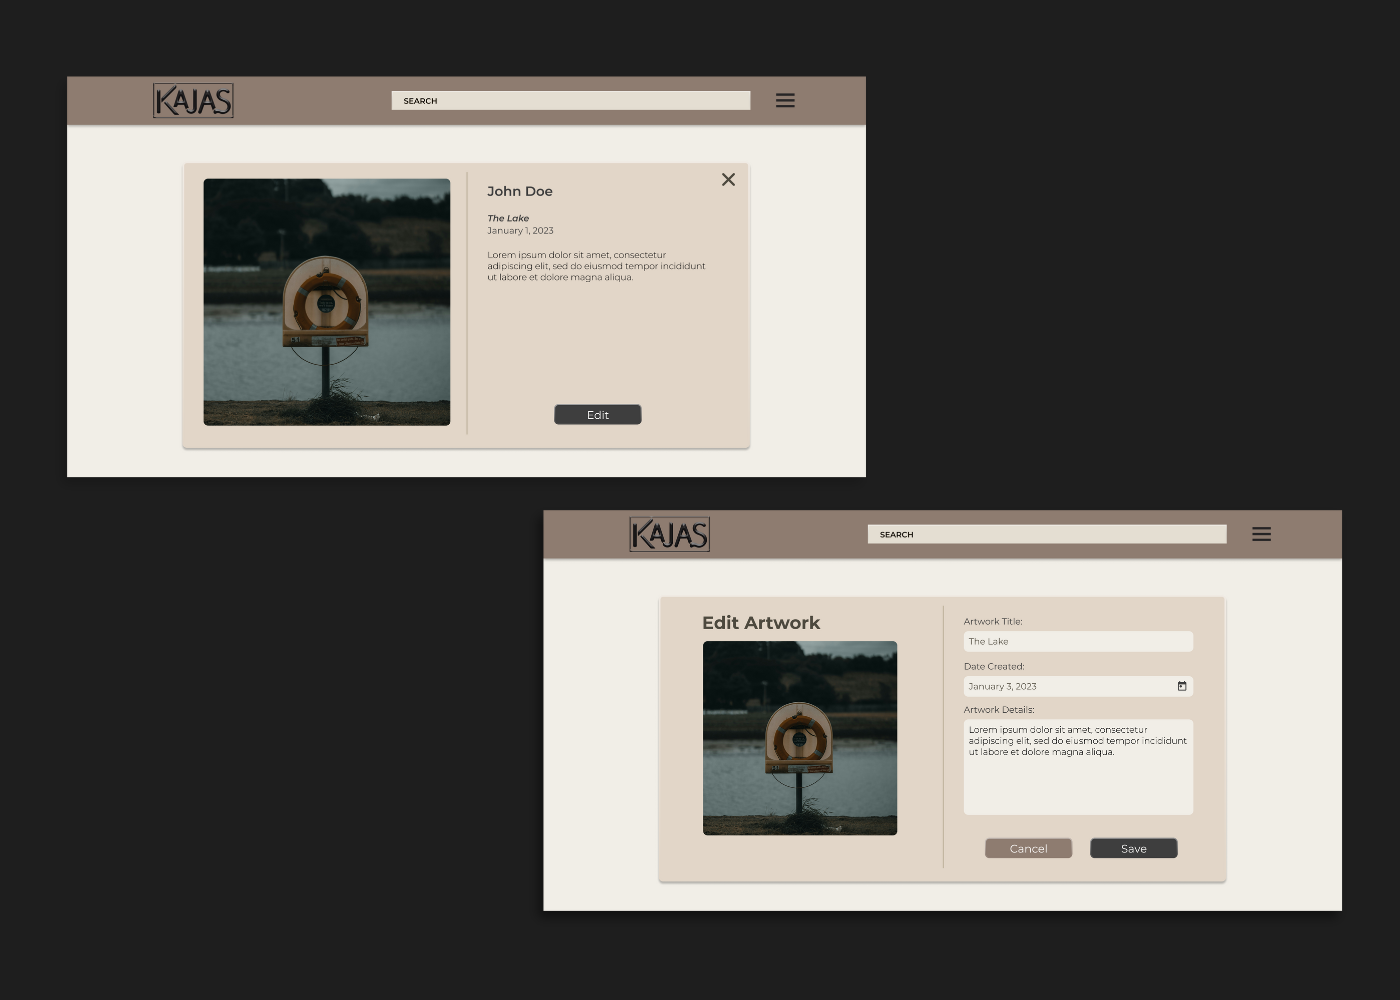 KAJAS
SEARCH
John Doe
The Lake
January 1, 2023
Lorem ipsum dolor sit amet, consectetur
adipiscing elit, sed do eiusmod tempor incididunt
ut labore et dolore magna aliqua.
Edit
KAJAS
SEARCH
Edit Artwork
Artwork Title:
The Lake
Date Created:
January 3, 2023
Artwork Details:
Lorem ipsum dolor sit amet, consectetur
adipiscing elit, sed do eiusmod tempor incididunt
ut labore et dolore magna aliqua.
Cancel
Save